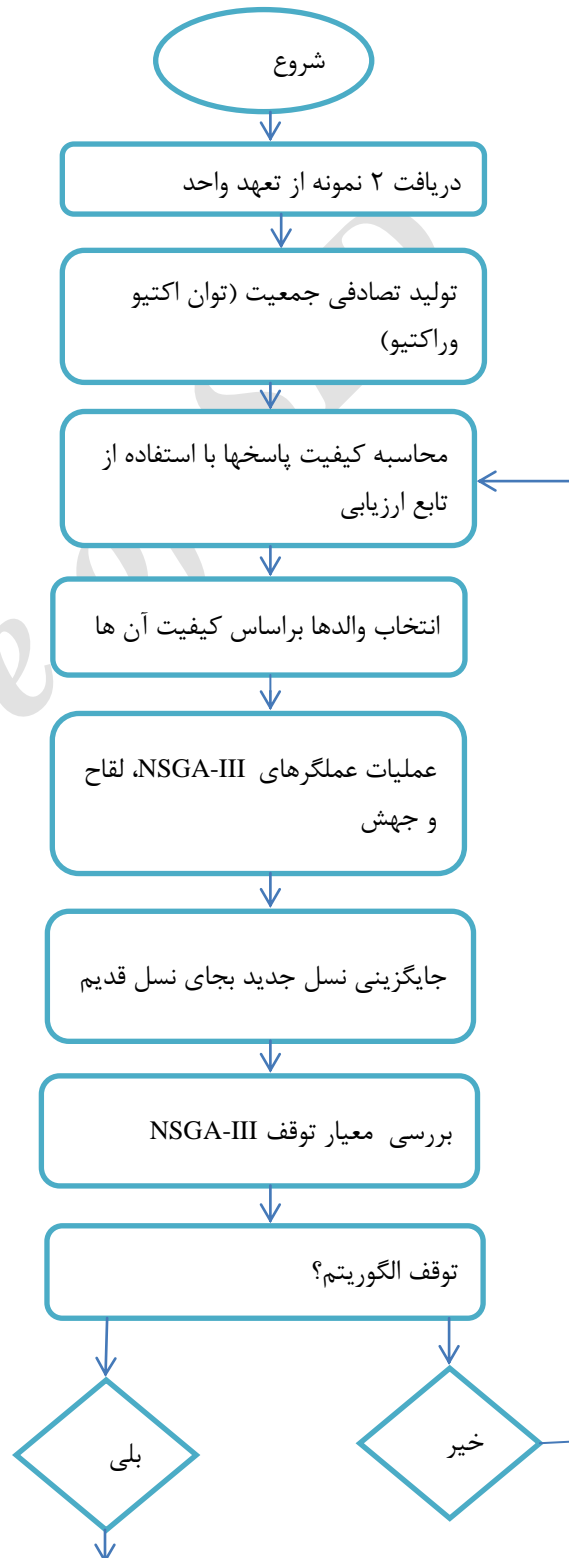 شروع
دریافت ۲ نمونه از تعهد واحد
تولید تصادفی جمعیت (توان اکتیو
وراکتیو)
محاسبه کیفیت پاسخها با استفاده از
تابع ارزیابی
انتخاب والدها براساس کیفیت آن ها
عملیات عملگرهای NSGA-III، لقاح
و جهش
جایگزینی نسل جدید بجای نسل قدیم
بررسی معیار توقف NSGA-III
توقف الگوریتم؟
خیر
بلی